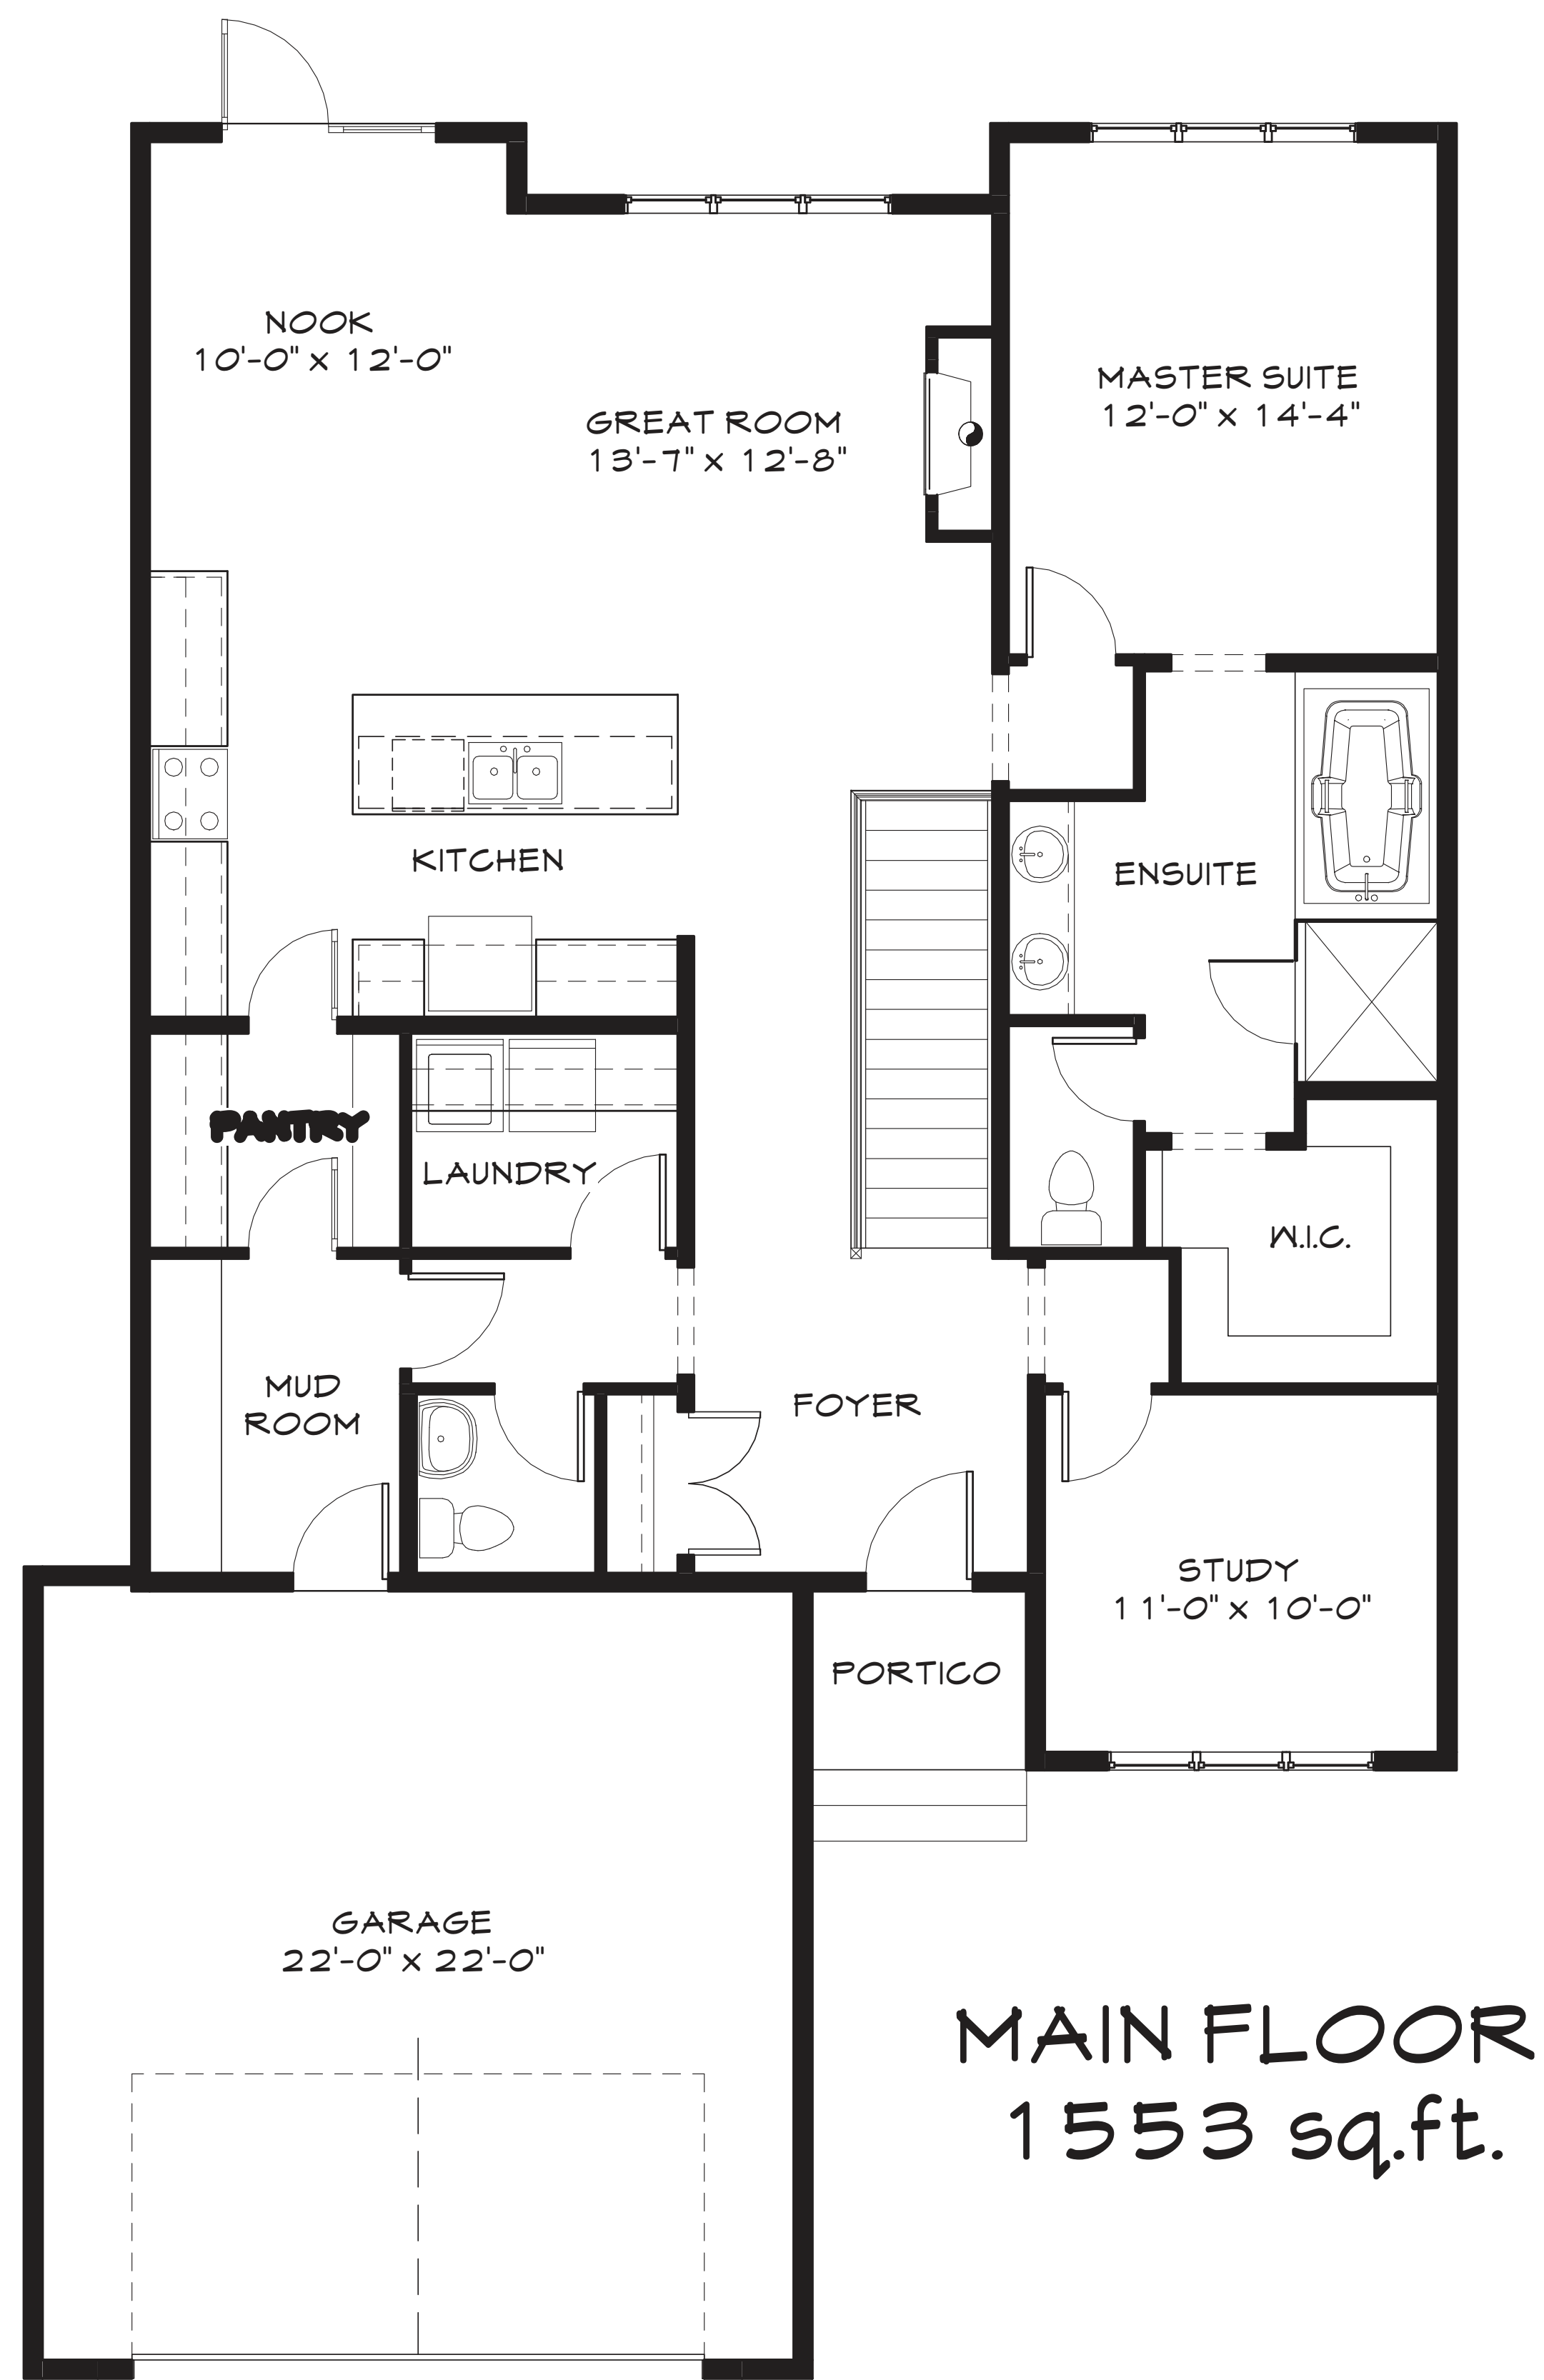 NOOK
10'-0" x 12'-0"
MASTER SUITE
12'-0" x 14'-4"
GREAT ROOM
13'-7" x 12'-8"
KITCHEN
ENSUITE
PANTRY
LAUNDRY
W.I.C.
MUD
ROOM
FOYER
STUDY
11'-0" x 10'-0"
PORTICO
GARAGE
22'-0" x 22'-0"
MAIN FLOOR
1553 sq.ft.